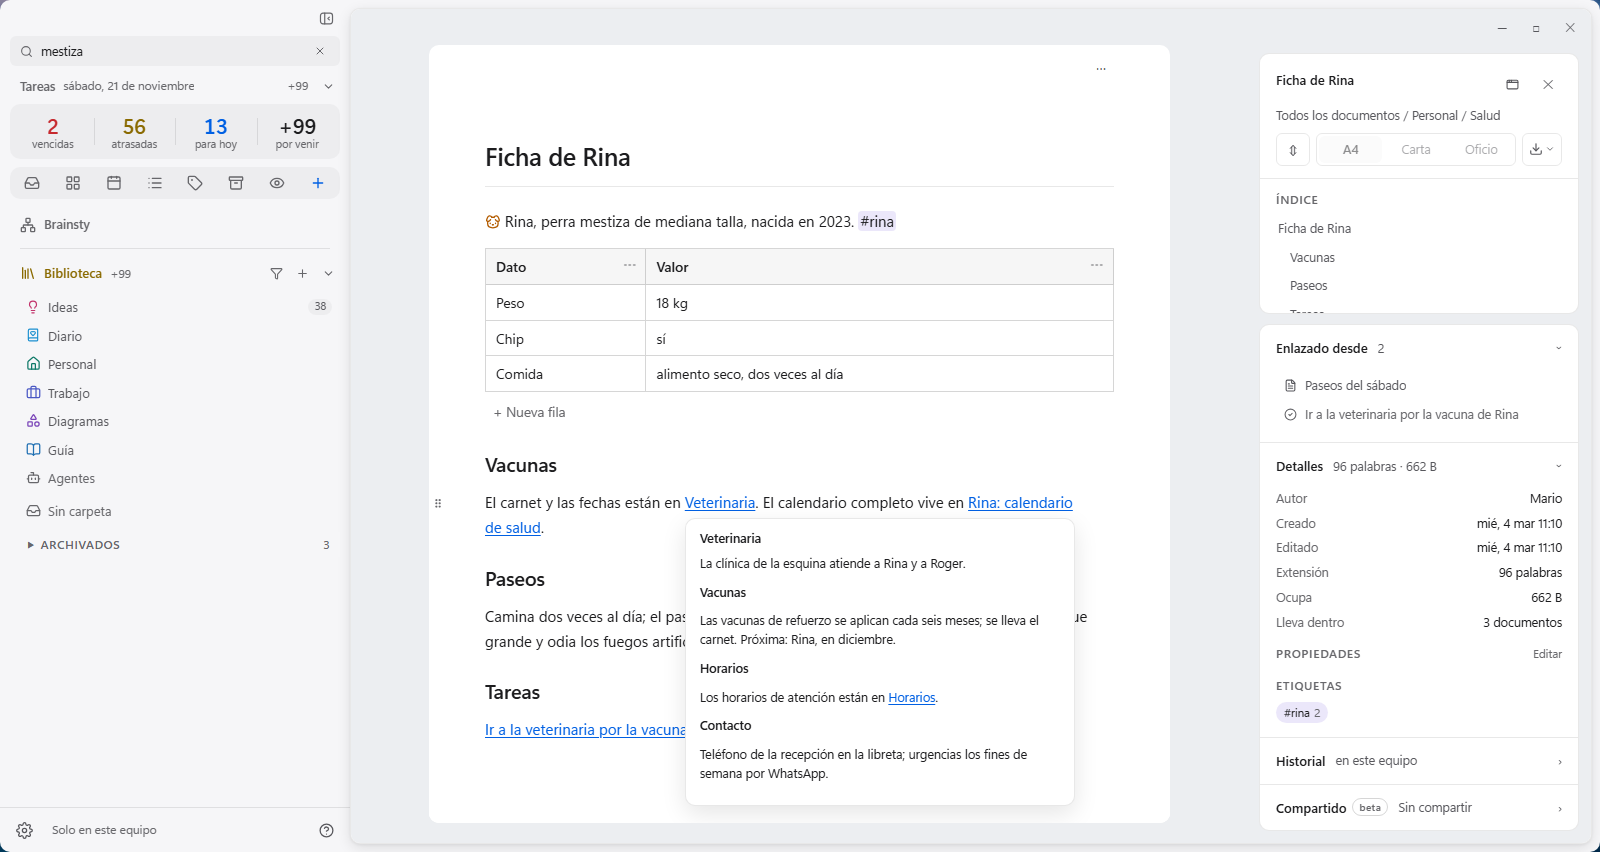 mestiza
Tareas sábado, 21 de noviembre +99
2 56 13 +99
vencidas atrasadas para hoy por venir
Brainsty
Biblioteca +99
Ideas 38
Diario
Personal
Trabajo
Diagramas
Guía
Agentes
Sin carpeta
ARCHIVADOS 3
Solo en este equipo
Ficha de Rina
Rina, perra mestiza de mediana talla, nacida en 2023. #rina
Dato Valor
Peso 18 kg
Chip sí
Comida alimento seco, dos veces al día
+ Nueva fila
Vacunas
El carnet y las fechas están en Veterinaria. El calendario completo vive en Rina: calendario
de salud.
Paseos
Camina dos veces al día; el pas
grande y odia los fuegos artific
Tareas
Ir a la veterinaria por la vacuna
Veterinaria
La clínica de la esquina atiende a Rina y a Roger.
Vacunas
Las vacunas de refuerzo se aplican cada seis meses; se lleva el
carnet. Próxima: Rina, en diciembre.
Horarios
Los horarios de atención están en Horarios.
Contacto
Teléfono de la recepción en la libreta; urgencias los fines de
semana por WhatsApp.
Ficha de Rina
Todos los documentos / Personal / Salud
A4 Carta Oficio
ÍNDICE
Ficha de Rina
Vacunas
Paseos
Tareas
Enlazado desde 2
Paseos del sábado
Ir a la veterinaria por la vacuna de Rina
Detalles 96 palabras · 662 B
Autor Mario
Creado mié, 4 mar 11:10
Editado mié, 4 mar 11:10
Extensión 96 palabras
Ocupa 662 B
Lleva dentro 3 documentos
PROPIEDADES Editar
ETIQUETAS
#rina 2
Historial en este equipo
Compartido beta Sin compartir